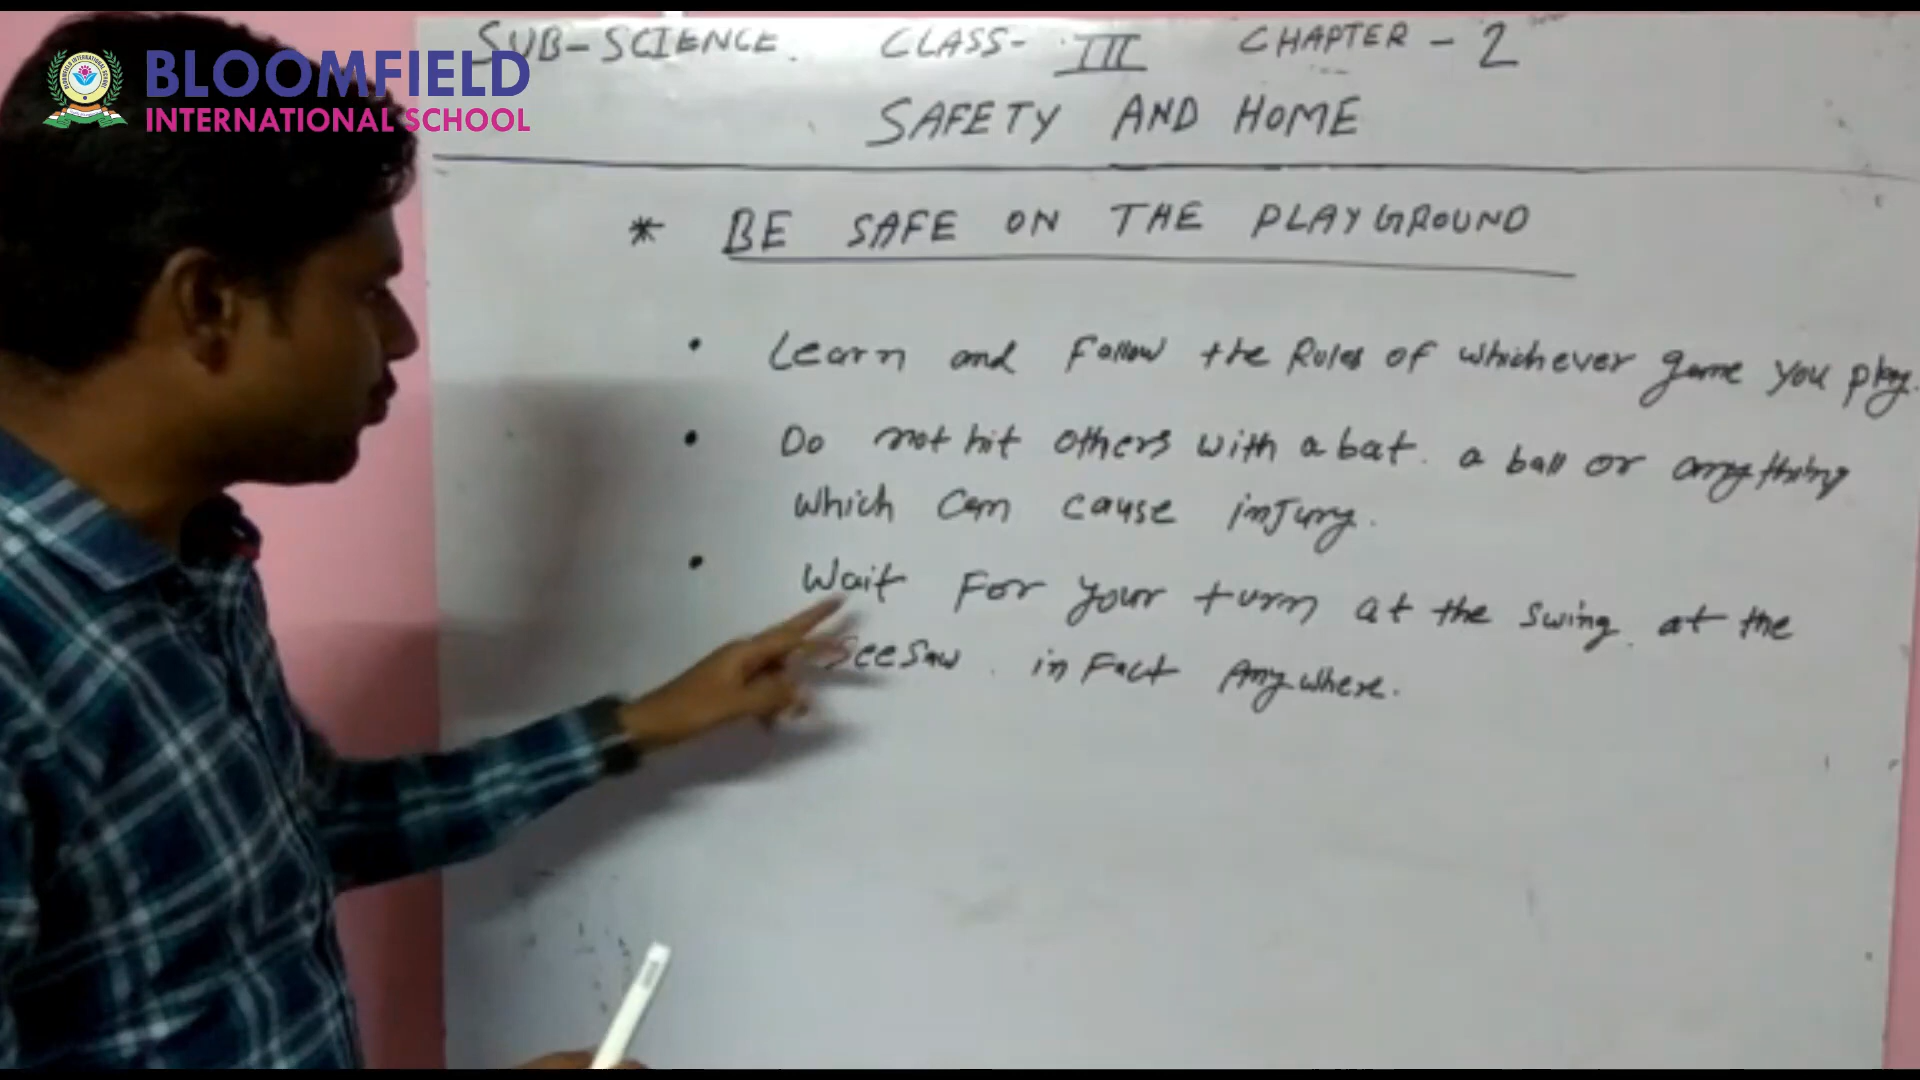 BLOOMFIELD
INTERNATIONAL SCHOOL
SUB-SCIENCE. CLASS-III CHAPTER-2
SAFETY AND HOME
* BE SAFE ON THE PLAYGROUND
• Learn and Follow the Rules of whichever game you play.
• Do not hit others with a bat. a ball or anything
which can cause injury.
• Wait For your turn at the swing. at the
Seesaw. in Fact Anywhere.